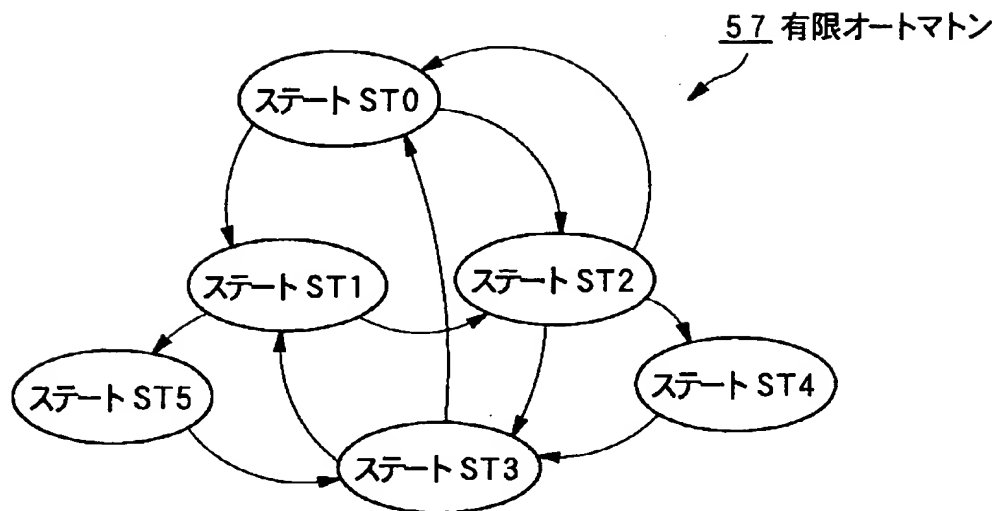 57 有限オートマトン
ステート ST0
ステート ST1
ステート ST2
ステート ST5
ステート ST4
ステート ST3